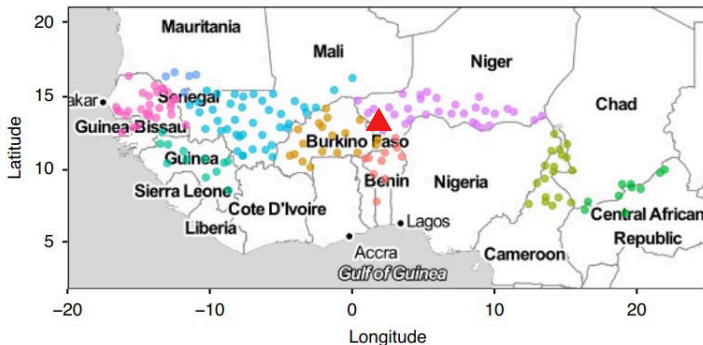 20
Mauritania
Mali
Niger
15
Senegal
Chad
akar
Guinea Bissau
Burkino Faso
10
Guinea
Benin
Nigeria
Sierra Leone
Cote D'Ivoire
Central African
Republic
Liberia
Lagos
5
Accra
Cameroon
Gulf of Guinea
Latitude
−20
−10
0
10
20
Longitude